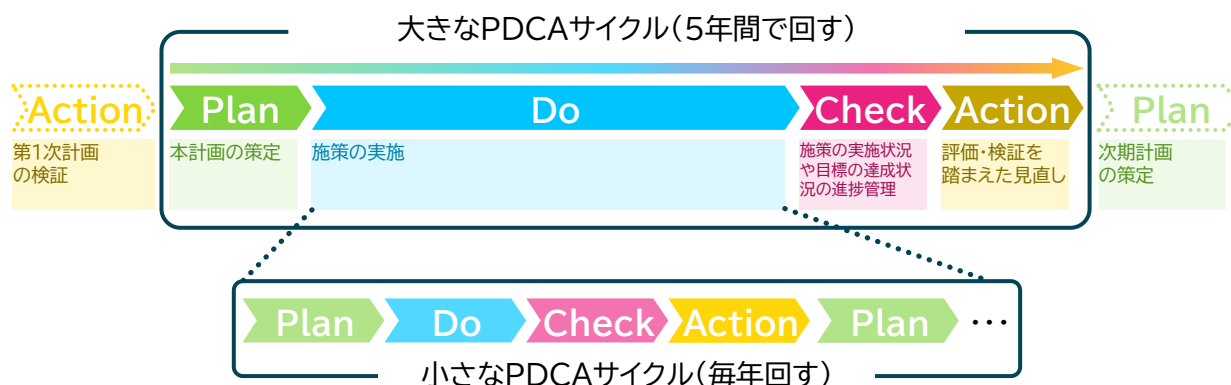 大きなPDCAサイクル（5年間で回す）
Action
Plan
Do
Check
Action
Plan
第1次計画
の検証
本計画の策定
施策の実施
施策の実施状況
や目標の達成状
況の進捗管理
評価・検証を
踏まえた見直し
次期計画
の策定
Plan
Do
Check
Action
Plan
･･･
小さなPDCAサイクル（毎年回す）